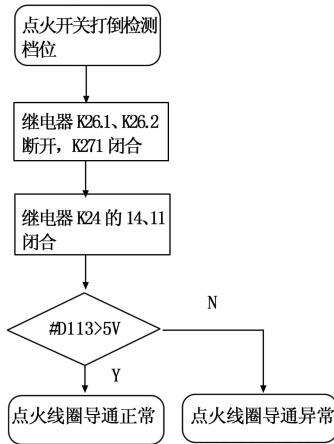 点火开关打倒检测
档位
继电器 K26.1、K26.2
断开，K271 闭合
继电器 K24 的 14、11
闭合
#D113>5V
N
Y
点火线圈导通正常
点火线圈导通异常